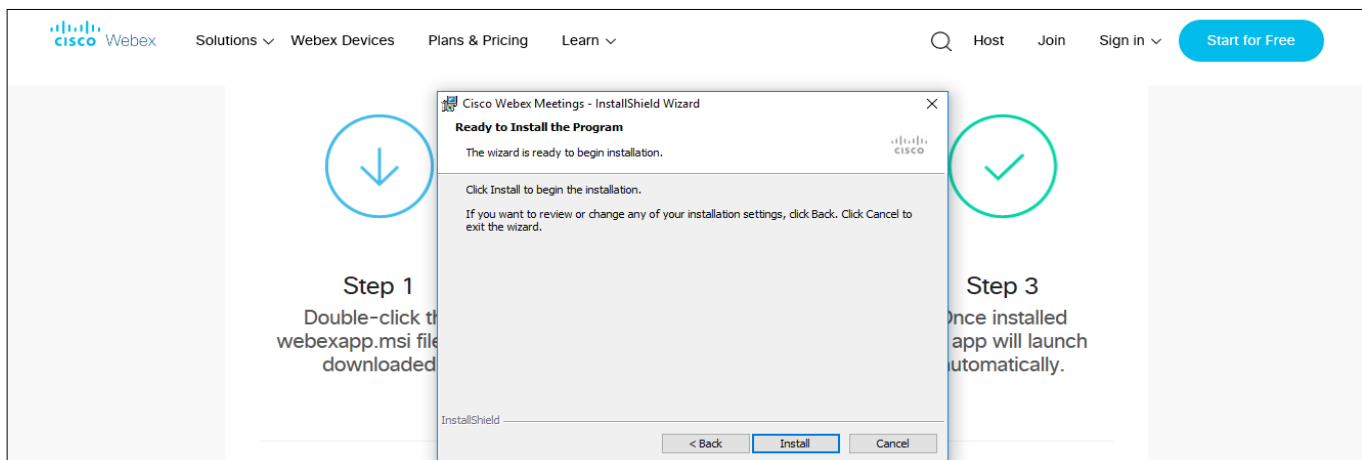 CISCO Webex
Solutions
Webex Devices
Plans & Pricing
Learn
Host
Join
Sign in
Start for Free
Cisco Webex Meetings - InstallShield Wizard
Ready to Install the Program
The wizard is ready to begin installation.
CISCO
Click Install to begin the installation.
If you want to review or change any of your installation settings, click Back. Click Cancel to
exit the wizard.
InstallShield
< Back
Install
Cancel
Step 1
Double-click
webexapp.msi
downloaded
Step 3
installed
app will launch